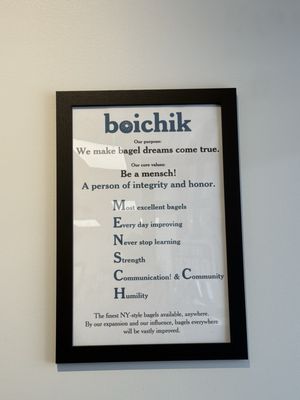 boichik
Our purpose:
We make bagel dreams come true.
Our core values:
Be a mensch!
A person of integrity and honor.
Most excellent bagels
Every day improving
Never stop learning
Strength
Communication! & Community
Humility
The finest NY-style bagels available, anywhere.
By our expansion and our influence, bagels everywhere
will be vastly improved.